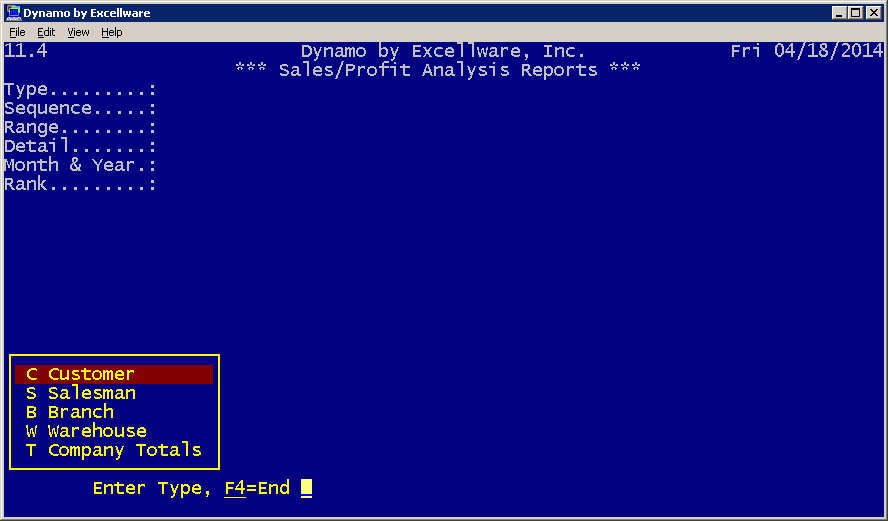 Dynamo by Excellware
File Edit View Help
11.4 Dynamo by Excellware, Inc. Fri 04/18/2014
*** Sales/Profit Analysis Reports ***
Type.........:
Sequence.....:
Range........:
Detail.......:
Month & Year.:
Rank.........:
C Customer
S Salesman
B Branch
W Warehouse
T Company Totals
Enter Type, F4=End